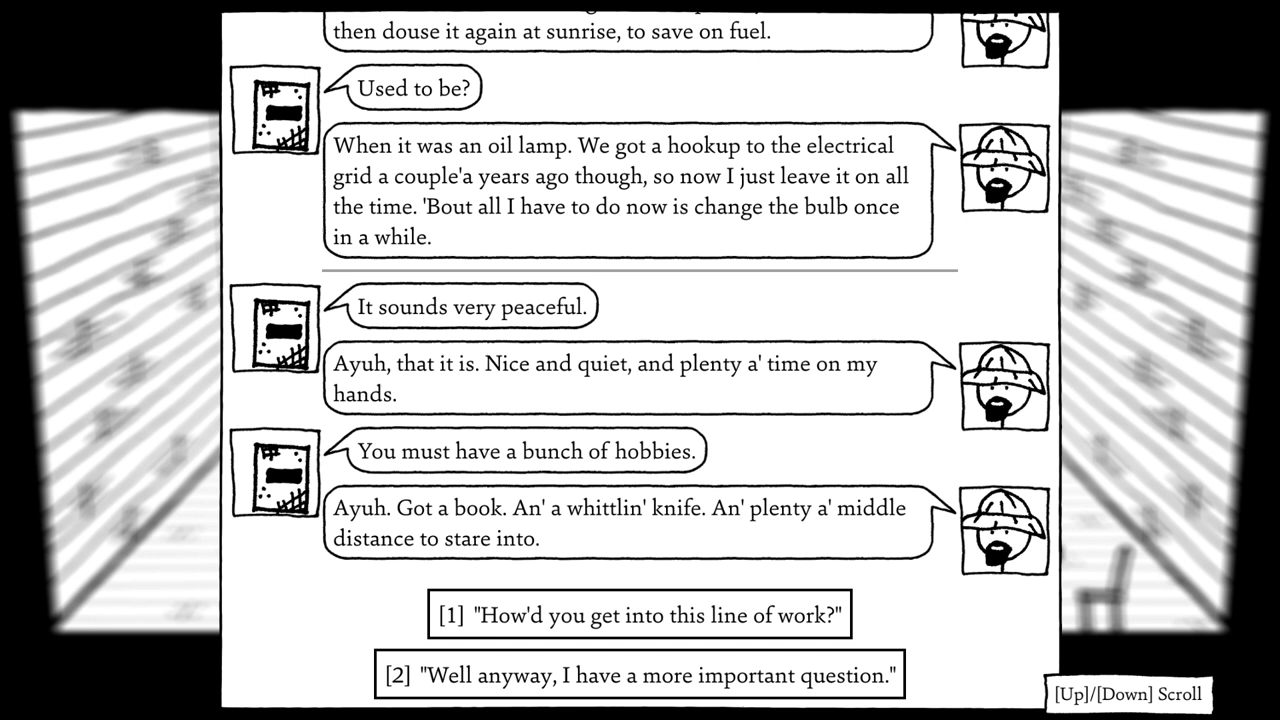 then douse it again at sunrise, to save on fuel.
Used to be?
When it was an oil lamp. We got a hookup to the electrical
grid a couple'a years ago though, so now I just leave it on all
the time. 'Bout all I have to do now is change the bulb once
in a while.
It sounds very peaceful.
Ayuh, that it is. Nice and quiet, and plenty a' time on my
hands.
You must have a bunch of hobbies.
Ayuh. Got a book. An' a whittlin' knife. An' plenty a' middle
distance to stare into.
[1] "How'd you get into this line of work?"
[2] "Well anyway, I have a more important question."
[Up]/[Down] Scroll